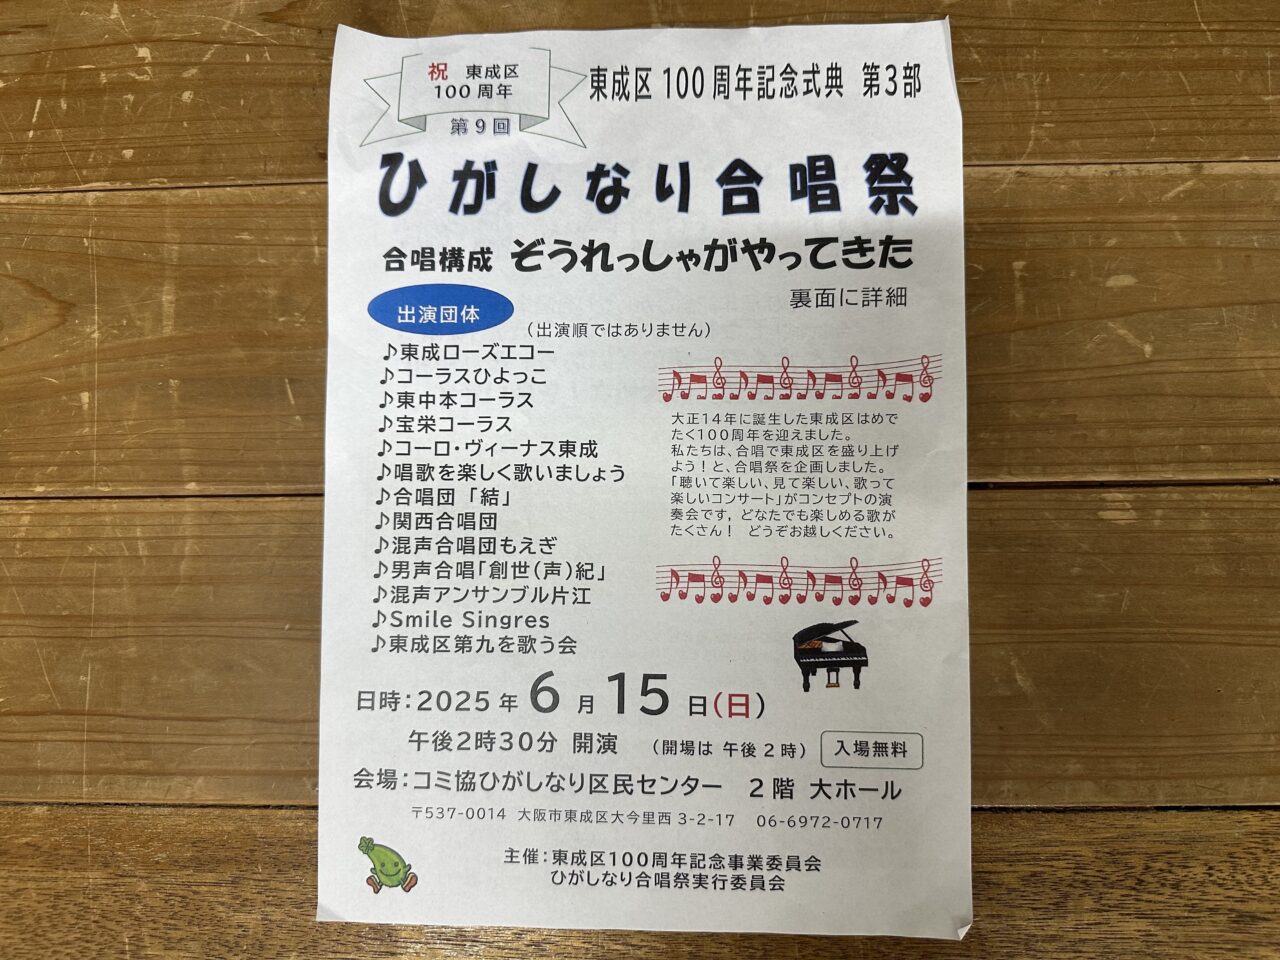 祝 東成区
100周年
第9回
東成区100周年記念式典 第3部
ひがしなり合唱祭
合唱構成 ぞうれっしゃがやってきた
裏面に詳細
出演団体
(出演順ではありません)
♪東成ローズエコー
♪コーラスひよっこ
♪東中本コーラス
♪宝栄コーラス
♪コーロ・ヴィーナス東成
♪唱歌を楽しく歌いましょう
♪合唱団「結」
♪関西合唱団
♪混声合唱団もえぎ
♪男声合唱「創世(声)紀」
♪混声アンサンブル片江
♪Smile Singres
♪東成区第九を歌う会
大正14年に誕生した東成区はめで
たく100周年を迎えました。
私たちは、合唱で東成区を盛り上げ
よう!と、合唱祭を企画しました。
「聴いて楽しい、見て楽しい、歌って
楽しいコンサート」がコンセプトの演
奏会です，どなたでも楽しめる歌が
たくさん! どうぞお越しください。
日時:2025年6月15日(日)
午後2時30分 開演 (開場は 午後2時) 入場無料
会場:コミ協ひがしなり区民センター 2階 大ホール
〒537-0014 大阪市東成区大今里西3-2-17 06-6972-0717
主催:東成区100周年記念事業委員会
ひがしなり合唱祭実行委員会